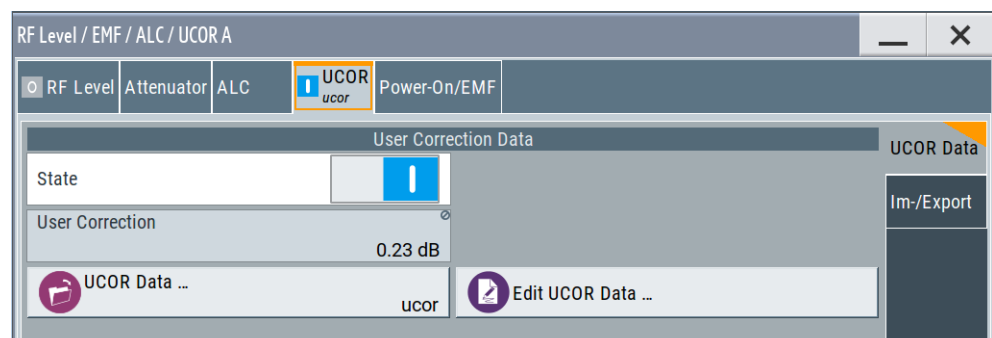 RF Level / EMF / ALC / UCOR A
RF Level Attenuator ALC UCOR Power-On/EMF
ucor
User Correction Data
UCOR Data
State
Im-/Export
User Correction
0.23 dB
UCOR Data ...
ucor
Edit UCOR Data ...